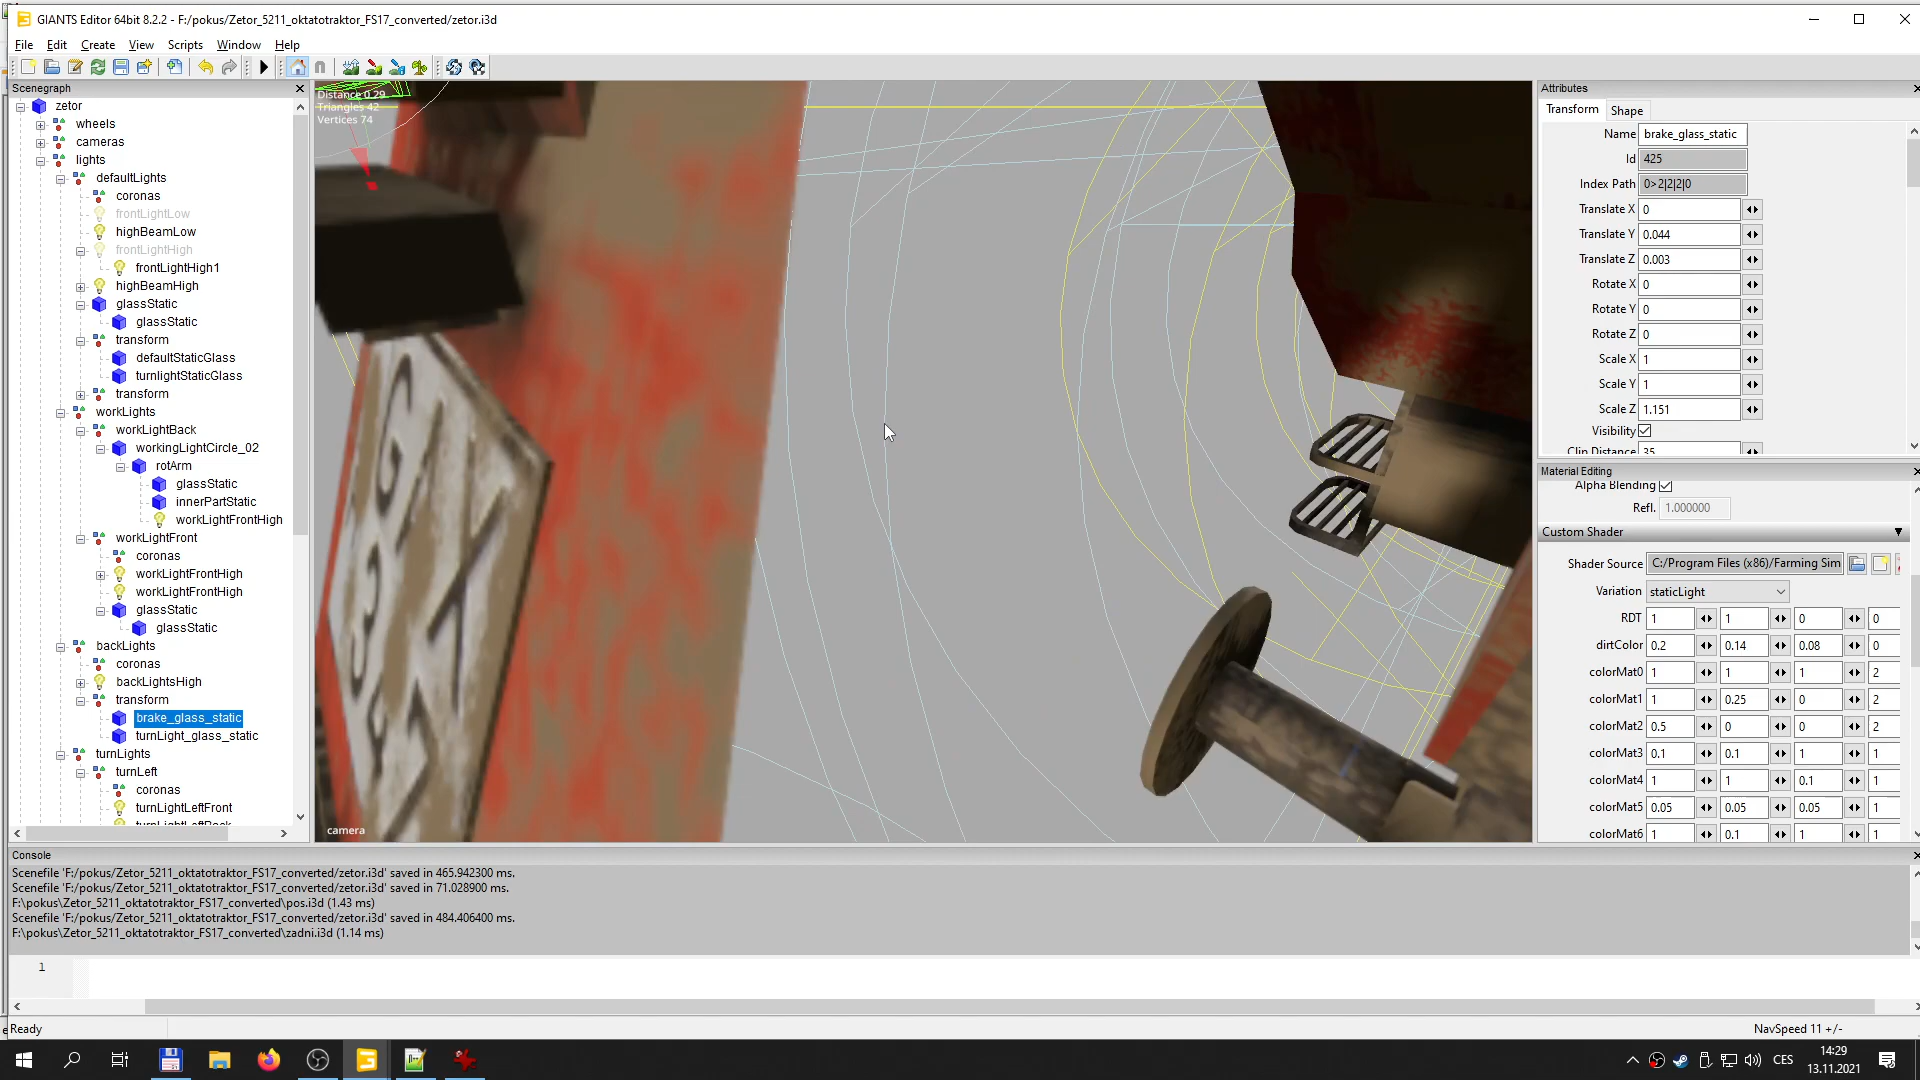 GIANTS Editor 64bit 8.2.2 - F:/pokus/Zetor_5211_oktatotraktor_FS17_converted/zetor.i3d
File Edit Create View Scripts Window Help
Scenegraph
zetor
wheels
cameras
lights
defaultLights
coronas
frontLightLow
highBeamLow
frontLightHigh
frontLightHigh1
highBeamHigh
glassStatic
glassStatic
transform
defaultStaticGlass
turnlightStaticGlass
transform
workLights
workLightBack
workingLightCircle_02
rotArm
glassStatic
innerPartStatic
workLightFrontHigh
workLightFront
coronas
workLightFrontHigh
workLightFrontHigh
glassStatic
glassStatic
backLights
coronas
backLightsHigh
transform
brake_glass_static
turnLight_glass_static
turnLights
turnLeft
coronas
turnLightLeftFront
turnLightLeftBack
Distance 0.29
Triangles 42
Vertices 74
camera
Attributes
Transform Shape
Name brake_glass_static
Id 425
Index Path 0>2|2|2|0
Translate X 0
Translate Y 0.044
Translate Z 0.003
Rotate X 0
Rotate Y 0
Rotate Z 0
Scale X 1
Scale Y 1
Scale Z 1.151
Visibility
Clip Distance 35
Material Editing
Alpha Blending
Refl. 1.000000
Custom Shader
Shader Source C:/Program Files (x86)/Farming Sim
Variation staticLight
RDT 1 1 0 0
dirtColor 0.2 0.14 0.08 0
colorMat0 1 1 1 2
colorMat1 1 0.25 0 2
colorMat2 0.5 0 0 2
colorMat3 0.1 0.1 1 1
colorMat4 1 1 0.1 1
colorMat5 0.05 0.05 0.05 1
colorMat6 1 0.1 1 1
Console
Scenefile 'F:/pokus/Zetor_5211_oktatotraktor_FS17_converted/zetor.i3d' saved in 465.942300 ms.
Scenefile 'F:/pokus/Zetor_5211_oktatotraktor_FS17_converted/zetor.i3d' saved in 71.028900 ms.
F:\pokus\Zetor_5211_oktatotraktor_FS17_converted\pos.i3d (1.43 ms)
Scenefile 'F:/pokus/Zetor_5211_oktatotraktor_FS17_converted/zetor.i3d' saved in 484.406400 ms.
F:\pokus\Zetor_5211_oktatotraktor_FS17_converted\zadni.i3d (1.14 ms)
1
Ready
NavSpeed 11 +/-
CES
14:29
13.11.2021